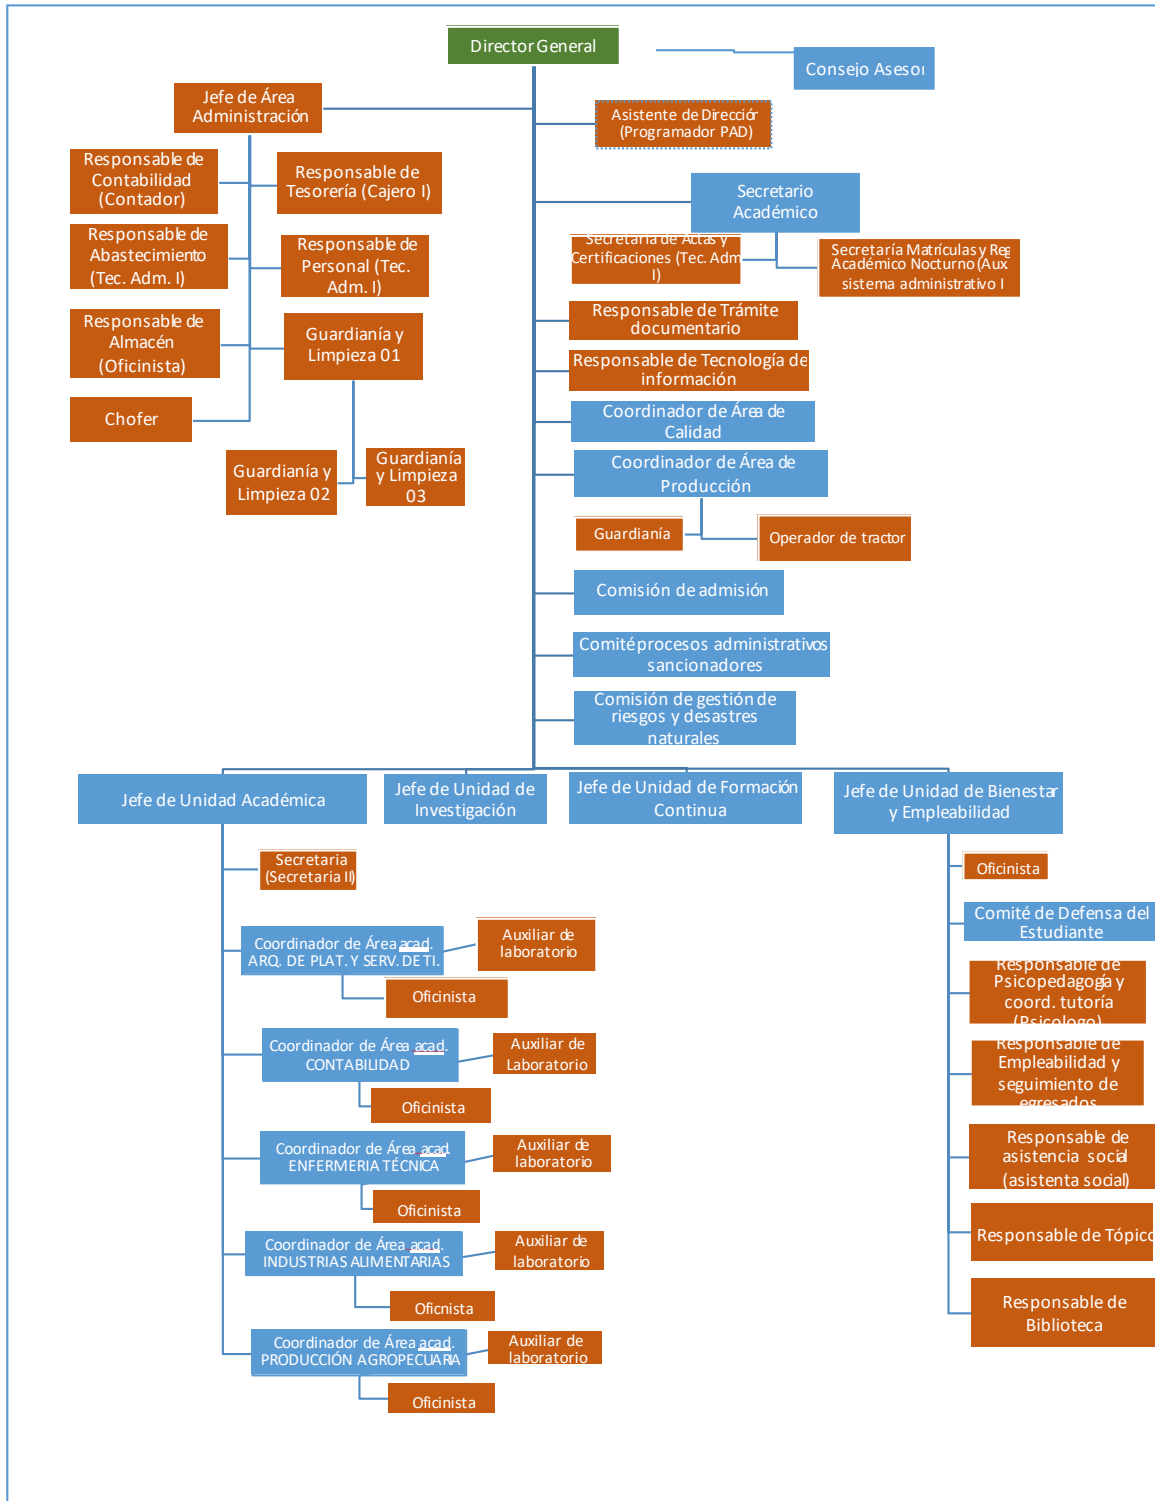 Director General
Consejo Asesor
Jefe de Área
Administración
Asistente de Dirección
(Programador PAD)
Responsable de
Contabilidad
(Contador)
Responsable de
Tesorería (Cajero I)
Secretario
Académico
Responsable de
Abastecimiento
(Tec. Adm. I)
Responsable de
Personal (Tec.
Adm. I)
Secretaria de Actas y
Certificaciones (Tec. Adm
I)
Secretaría Matrículas y Reg
Académico Nocturno (Aux
sistema administrativo I
Responsable de
Almacén
(Oficinista)
Guardianía y
Limpieza 01
Responsable de Trámite
documentario
Responsable de Tecnología de
información
Chofer
Coordinador de Área de
Calidad
Guardianía y
Limpieza 02
Guardianía
y Limpieza
03
Coordinador de Área de
Producción
Guardianía
Operador de tractor
Comisión de admisión
Comité procesos administrativos
sancionadores
Comisión de gestión de
riesgos y desastres
naturales
Jefe de Unidad Académica
Jefe de Unidad de
Investigación
Jefe de Unidad de Formación
Continua
Jefe de Unidad de Bienestar
y Empleabilidad
Secretaria
(Secretaria II)
Oficinista
Coordinador de Área acad.
ARQ. DE PLAT. Y SERV. DE TI.
Auxiliar de
laboratorio
Oficinista
Comité de Defensa del
Estudiante
Responsable de
Psicopedagogía y
coord. tutoría
(Psicologo)
Coordinador de Área acad.
CONTABILIDAD
Auxiliar de
Laboratorio
Oficinista
Responsable de
Empleabilidad y
seguimiento de
egresados
Coordinador de Área acad.
ENFERMERIA TÉCNICA
Auxiliar de
laboratorio
Oficinista
Responsable de
asistencia social
(asistenta social)
Coordinador de Área acad.
INDUSTRIAS ALIMENTARIAS
Auxiliar de
laboratorio
Oficnista
Responsable de Tópico
Responsable de
Biblioteca
Coordinador de Área acad.
PRODUCCIÓN AGROPECUARIA
Auxiliar de
laboratorio
Oficinista